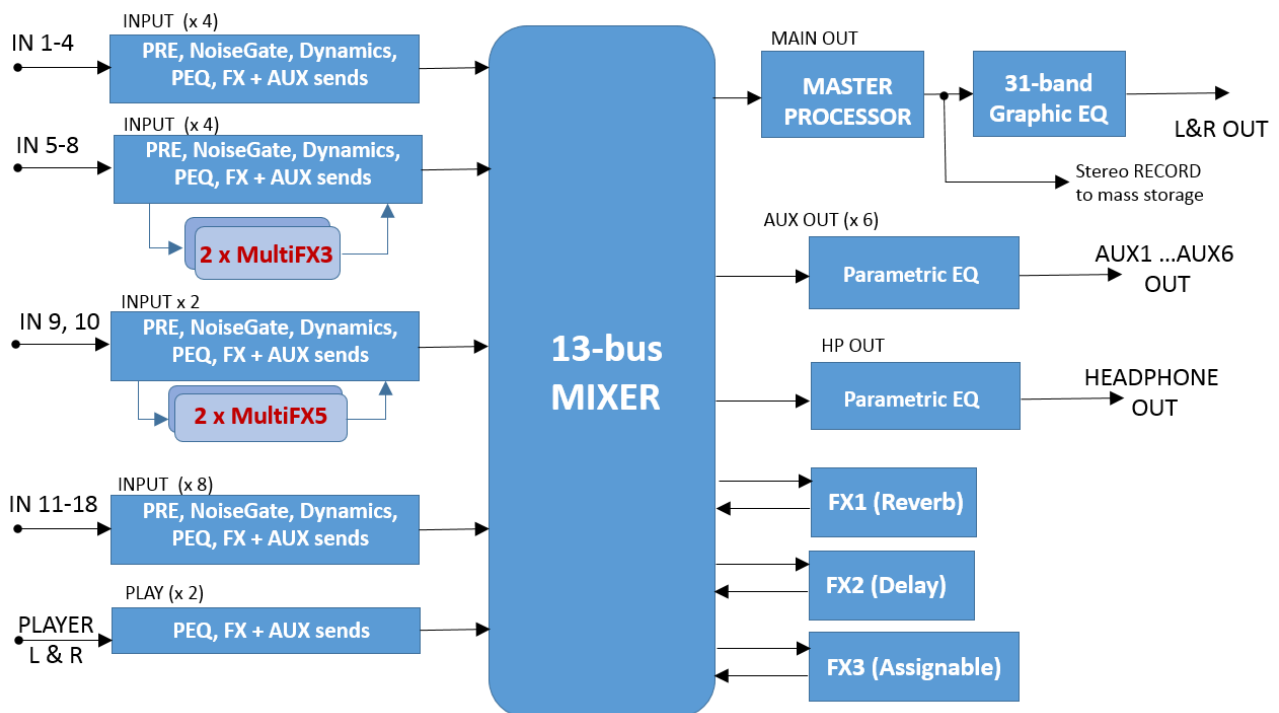 INPUT (x 4)
IN 1-4
PRE, NoiseGate, Dynamics,
PEQ, FX + AUX sends
INPUT (x 4)
IN 5-8
PRE, NoiseGate, Dynamics,
PEQ, FX + AUX sends
2 x MultiFX3
INPUT x 2
IN 9, 10
PRE, NoiseGate, Dynamics,
PEQ, FX + AUX sends
2 x MultiFX5
INPUT (x 8)
IN 11-18
PRE, NoiseGate, Dynamics,
PEQ, FX + AUX sends
PLAY (x 2)
PLAYER
L & R
PEQ, FX + AUX sends
13-bus
MIXER
MAIN OUT
MASTER
PROCESSOR
31-band
Graphic EQ
L&R OUT
Stereo RECORD
to mass storage
AUX OUT (x 6)
Parametric EQ
AUX1 ...AUX6
OUT
HP OUT
Parametric EQ
HEADPHONE
OUT
FX1 (Reverb)
FX2 (Delay)
FX3 (Assignable)